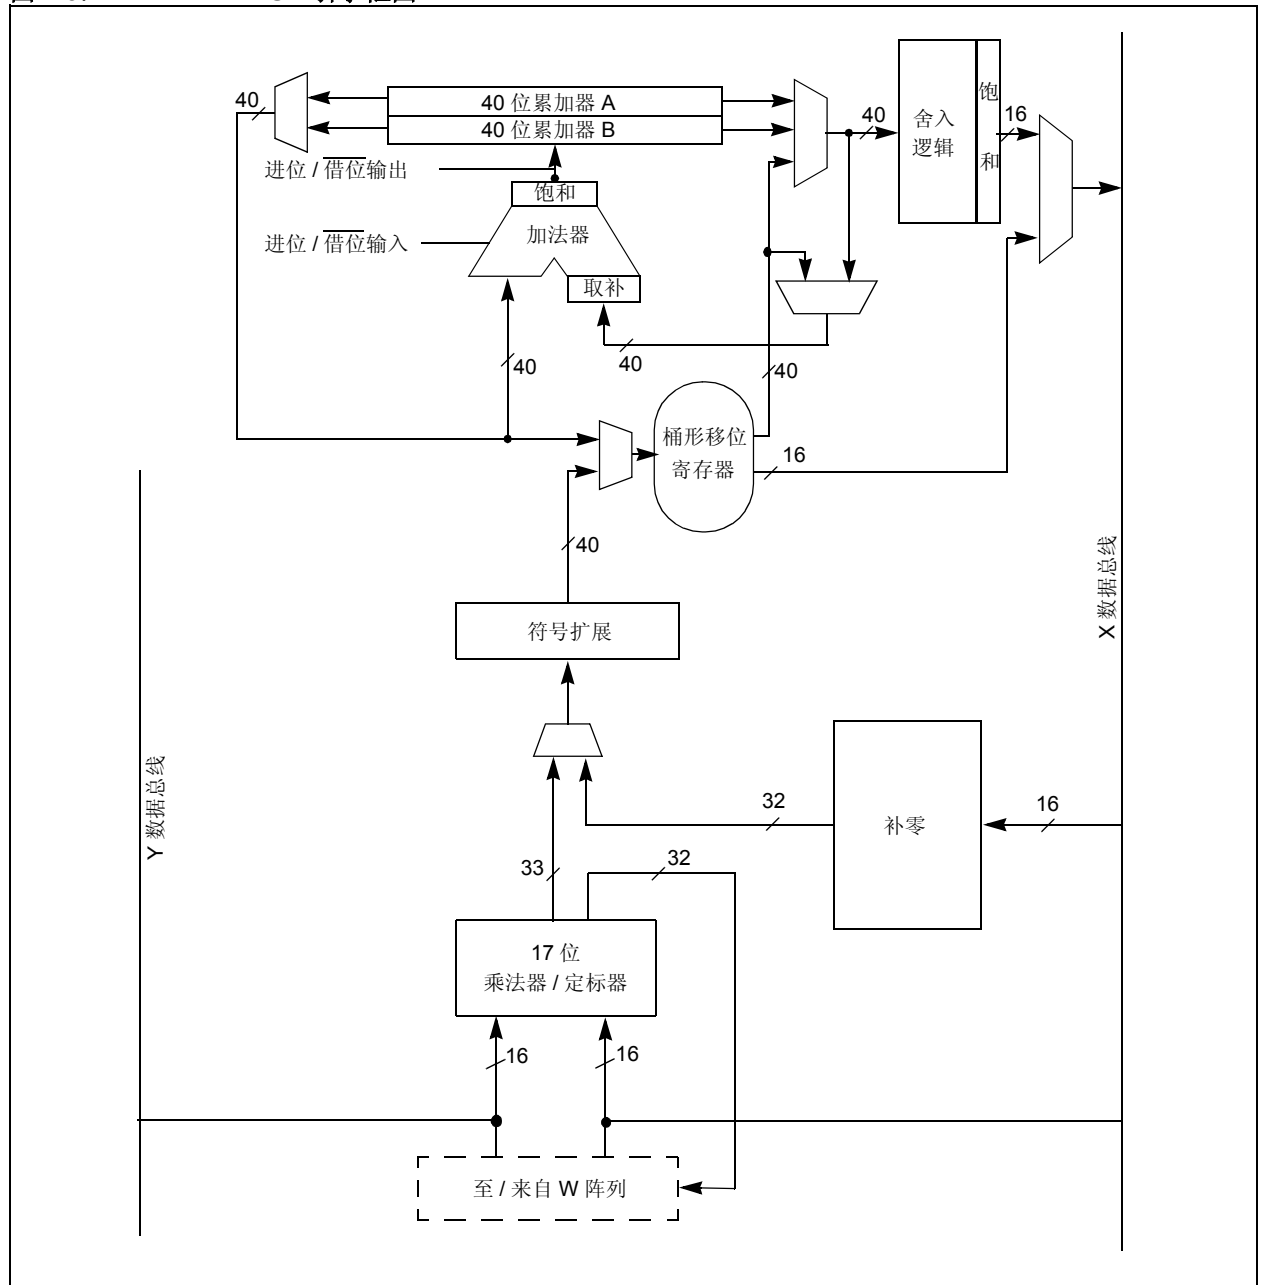 40
40 位累加器 A
40 位累加器 B
40
舍入
逻辑
饱
和
16
进位 / 借位输出
饱和
进位 / 借位输入
加法器
取补
40
40
40
桶形移位
寄存器
16
40
符号扩展
X 数据总线
Y 数据总线
32
补零
16
33
32
17 位
乘法器 / 定标器
16
16
至 / 来自 W 阵列